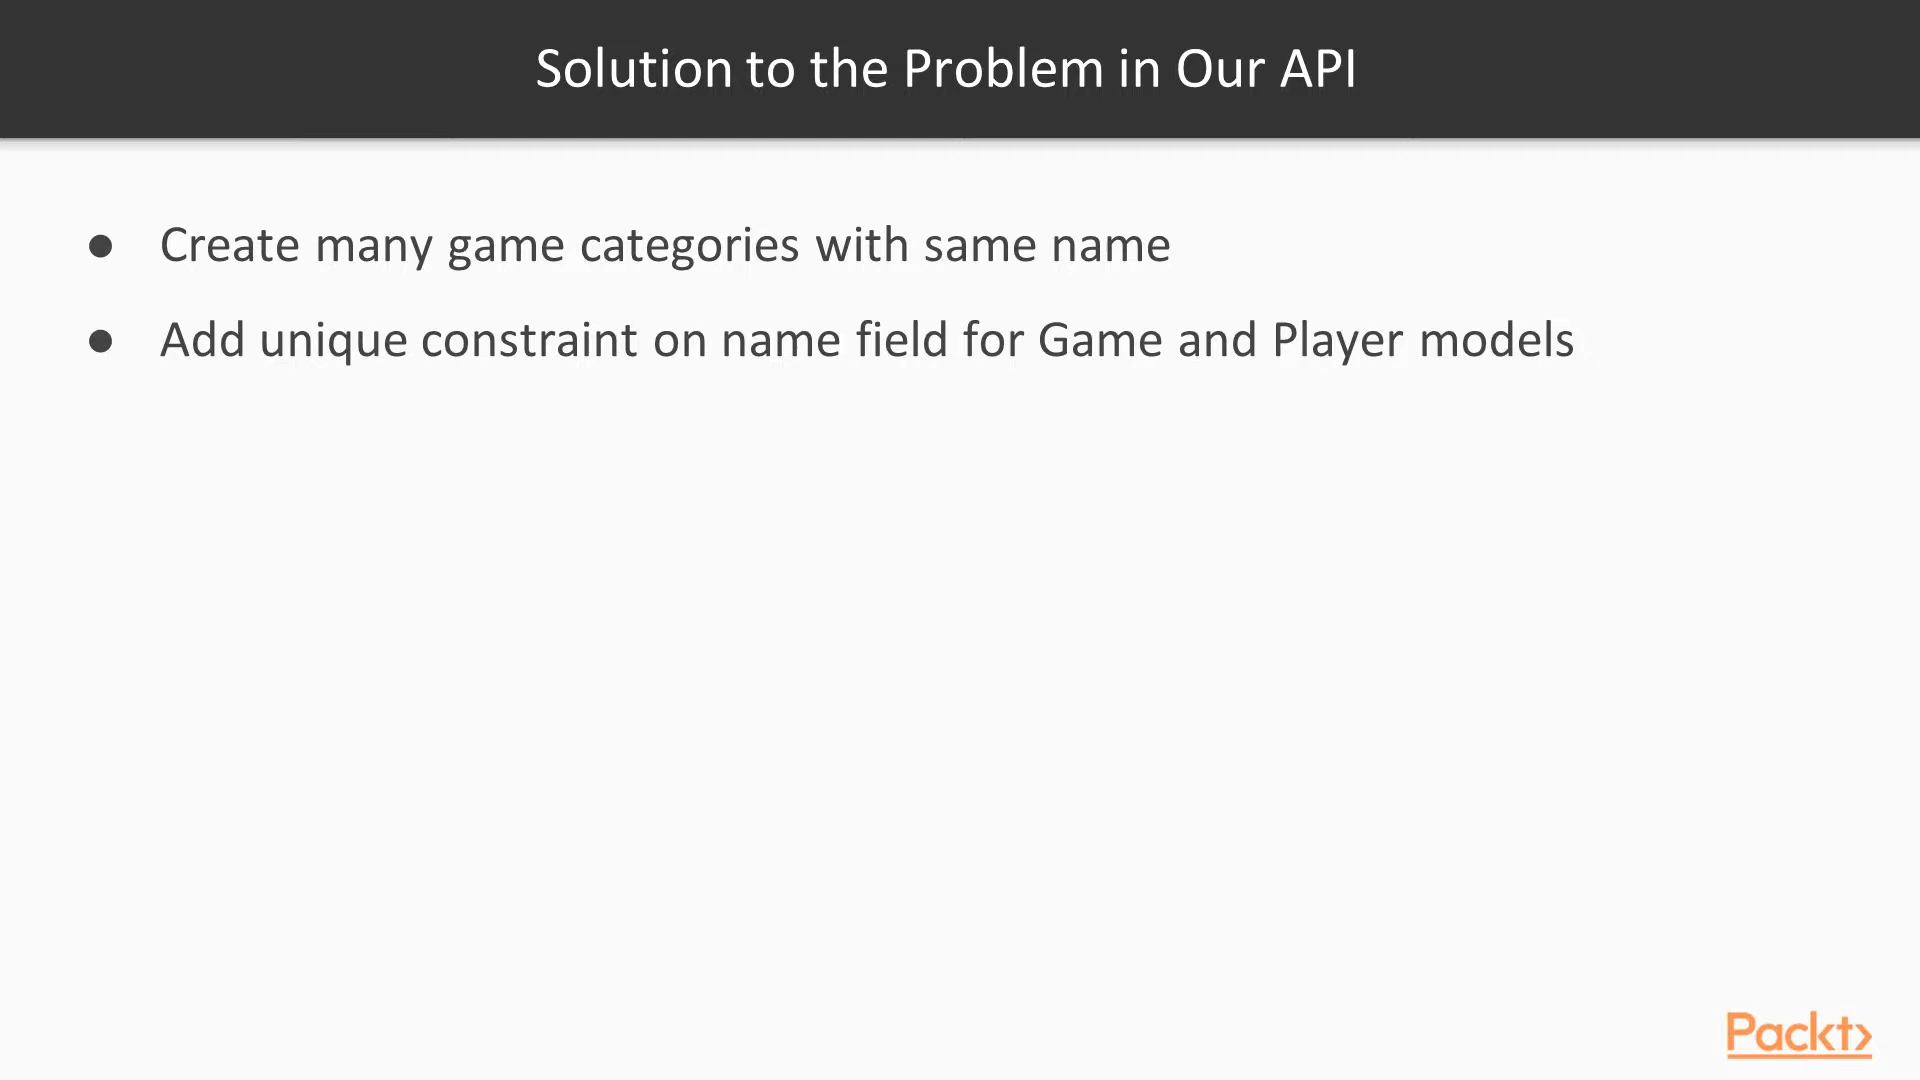 Solution to the Problem in Our API
● Create many game categories with same name
● Add unique constraint on name field for Game and Player models
Packt>